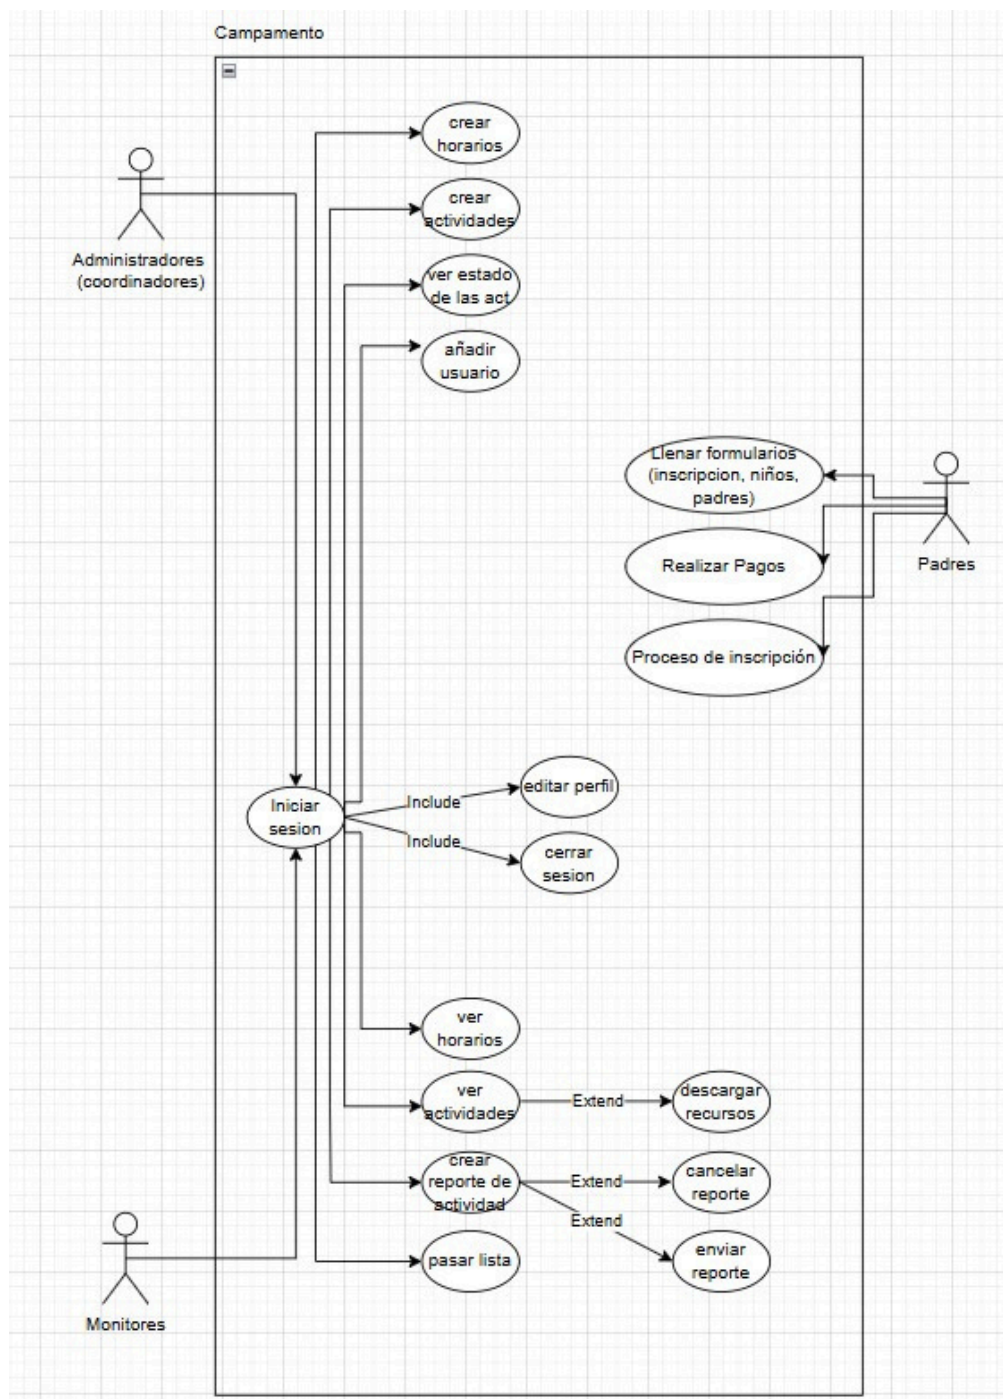 Campamento
crear
horarios
crear
actividades
Administradores
(coordinadores)
ver estado
de las act
añadir
usuario
Llenar formularios
(inscripcion, niños,
padres)
Realizar Pagos
Padres
Proceso de inscripción
Iniciar
sesion
Include
editar perfil
Include
cerrar
sesion
ver
horarios
ver
actividades
Extend
descargar
recursos
crear
reporte de
actividad
Extend
cancelar
reporte
Extend
enviar
reporte
pasar lista
Monitores